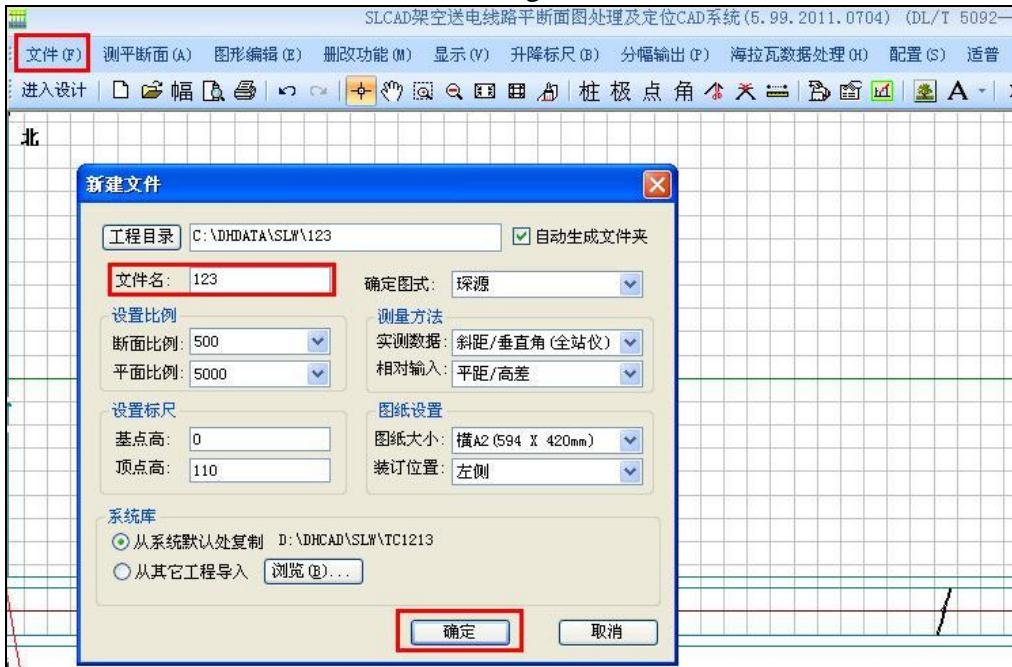 SLCAD架空送电线路平断面图处理及定位CAD系统(5.99.2011.0704) (DL/T 5092—
文件(F) 测平断面(A) 图形编辑(E) 删改功能(M) 显示(V) 升降标尺(B) 分幅输出(P) 海拉瓦数据处理(H) 配置(S) 适普
进入设计 幅 桩 极 点 角 A
北
新建文件
工程目录 C:\DHDATA\SLW\123 自动生成文件夹
文件名: 123 确定图式: 琛源
设置比例 测量方法
断面比例: 500 实测数据: 斜距/垂直角(全站仪)
平面比例: 5000 相对输入: 平距/高差
设置标尺 图纸设置
基点高: 0 图纸大小: 横A2(594 X 420mm)
顶点高: 110 装订位置: 左侧
系统库
从系统默认处复制 D:\DHCAD\SLW\TC1213
从其它工程导入 浏览(B)...
确定 取消